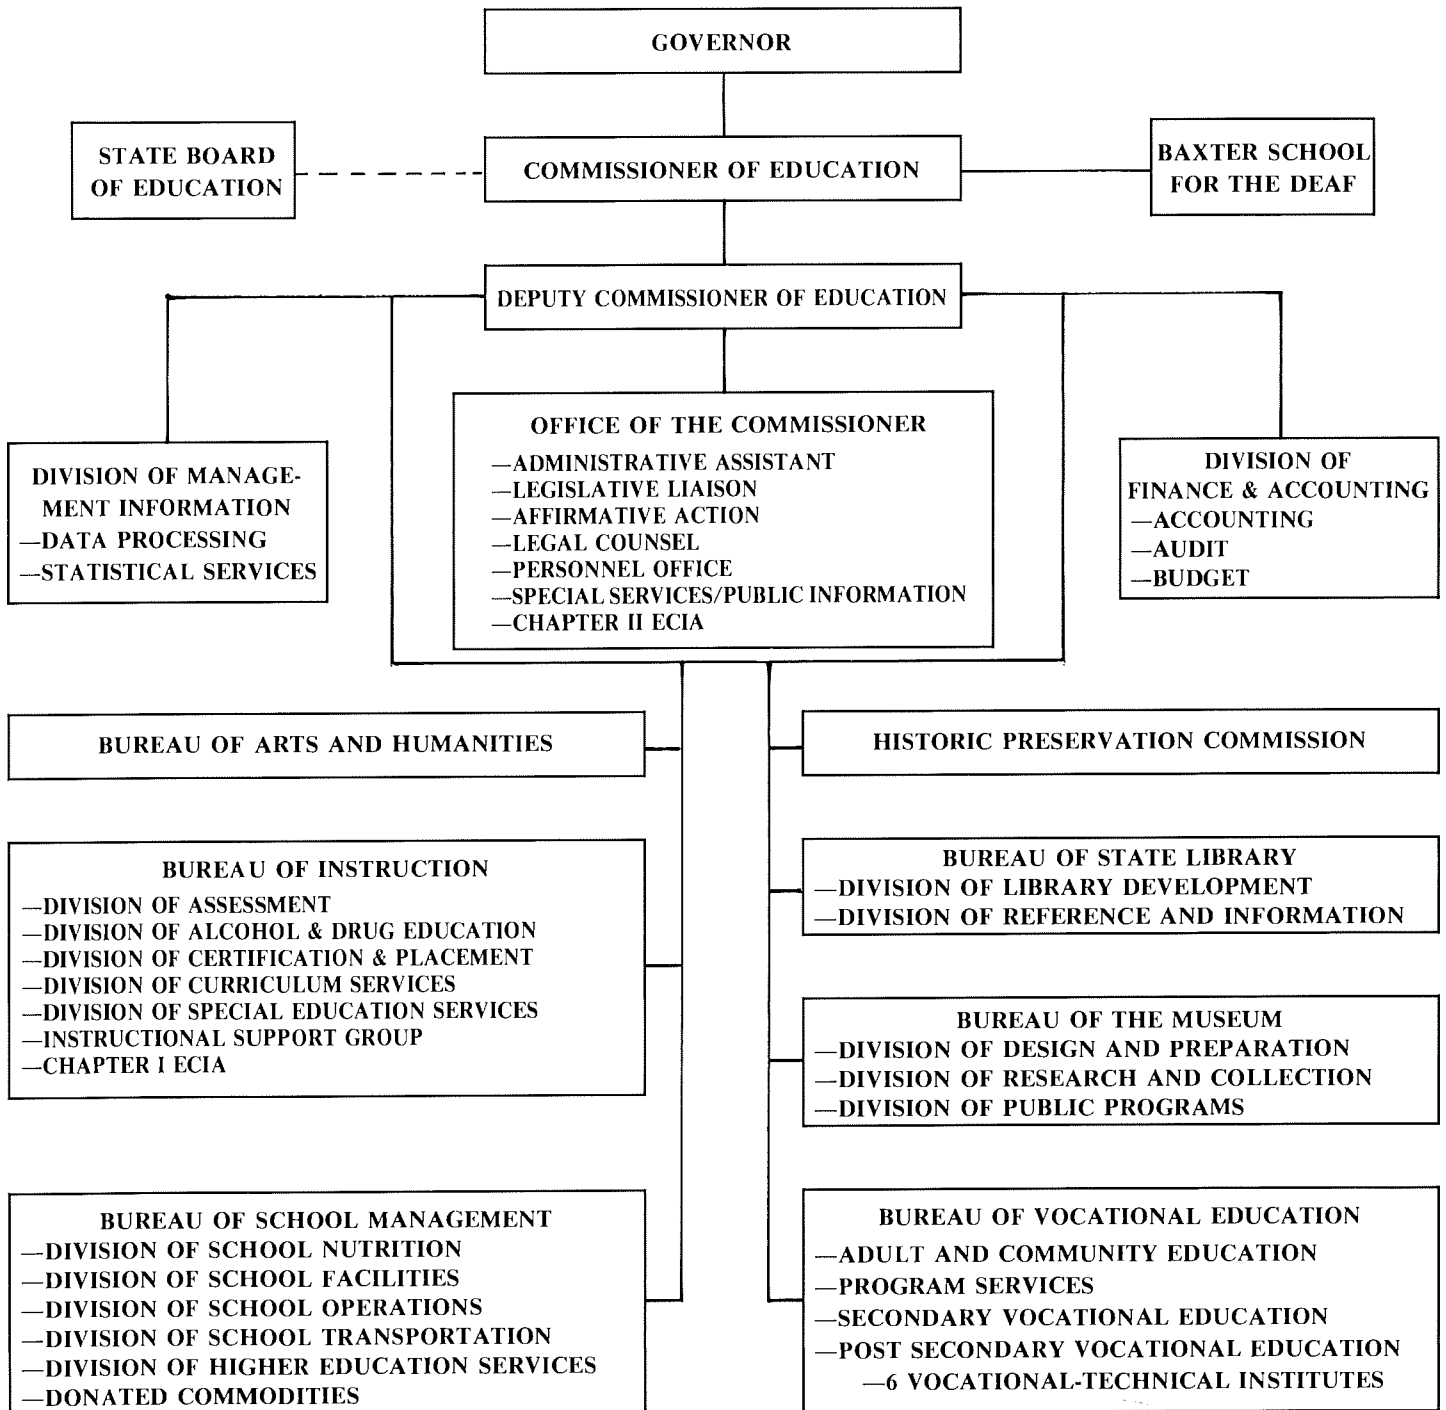 GOVERNOR
STATE BOARD
OF EDUCATION
COMMISSIONER OF EDUCATION
BAXTER SCHOOL
FOR THE DEAF
DEPUTY COMMISSIONER OF EDUCATION
OFFICE OF THE COMMISSIONER
—ADMINISTRATIVE ASSISTANT
—LEGISLATIVE LIAISON
—AFFIRMATIVE ACTION
—LEGAL COUNSEL
—PERSONNEL OFFICE
—SPECIAL SERVICES/PUBLIC INFORMATION
—CHAPTER II ECIA
DIVISION OF MANAGE-
MENT INFORMATION
—DATA PROCESSING
—STATISTICAL SERVICES
DIVISION OF
FINANCE & ACCOUNTING
—ACCOUNTING
—AUDIT
—BUDGET
BUREAU OF ARTS AND HUMANITIES
HISTORIC PRESERVATION COMMISSION
BUREAU OF INSTRUCTION
—DIVISION OF ASSESSMENT
—DIVISION OF ALCOHOL & DRUG EDUCATION
—DIVISION OF CERTIFICATION & PLACEMENT
—DIVISION OF CURRICULUM SERVICES
—DIVISION OF SPECIAL EDUCATION SERVICES
—INSTRUCTIONAL SUPPORT GROUP
—CHAPTER I ECIA
BUREAU OF STATE LIBRARY
—DIVISION OF LIBRARY DEVELOPMENT
—DIVISION OF REFERENCE AND INFORMATION
BUREAU OF THE MUSEUM
—DIVISION OF DESIGN AND PREPARATION
—DIVISION OF RESEARCH AND COLLECTION
—DIVISION OF PUBLIC PROGRAMS
BUREAU OF SCHOOL MANAGEMENT
—DIVISION OF SCHOOL NUTRITION
—DIVISION OF SCHOOL FACILITIES
—DIVISION OF SCHOOL OPERATIONS
—DIVISION OF SCHOOL TRANSPORTATION
—DIVISION OF HIGHER EDUCATION SERVICES
—DONATED COMMODITIES
BUREAU OF VOCATIONAL EDUCATION
—ADULT AND COMMUNITY EDUCATION
—PROGRAM SERVICES
—SECONDARY VOCATIONAL EDUCATION
—POST SECONDARY VOCATIONAL EDUCATION
—6 VOCATIONAL-TECHNICAL INSTITUTES